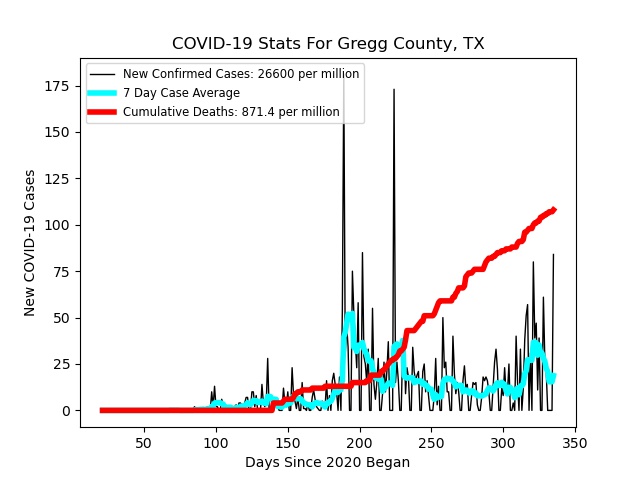 COVID-19 Stats For Gregg County, TX
New Confirmed Cases: 26600 per million
7 Day Case Average
Cumulative Deaths: 871.4 per million
New COVID-19 Cases
175
150
125
100
75
50
25
0
50 100 150 200 250 300 350
Days Since 2020 Began